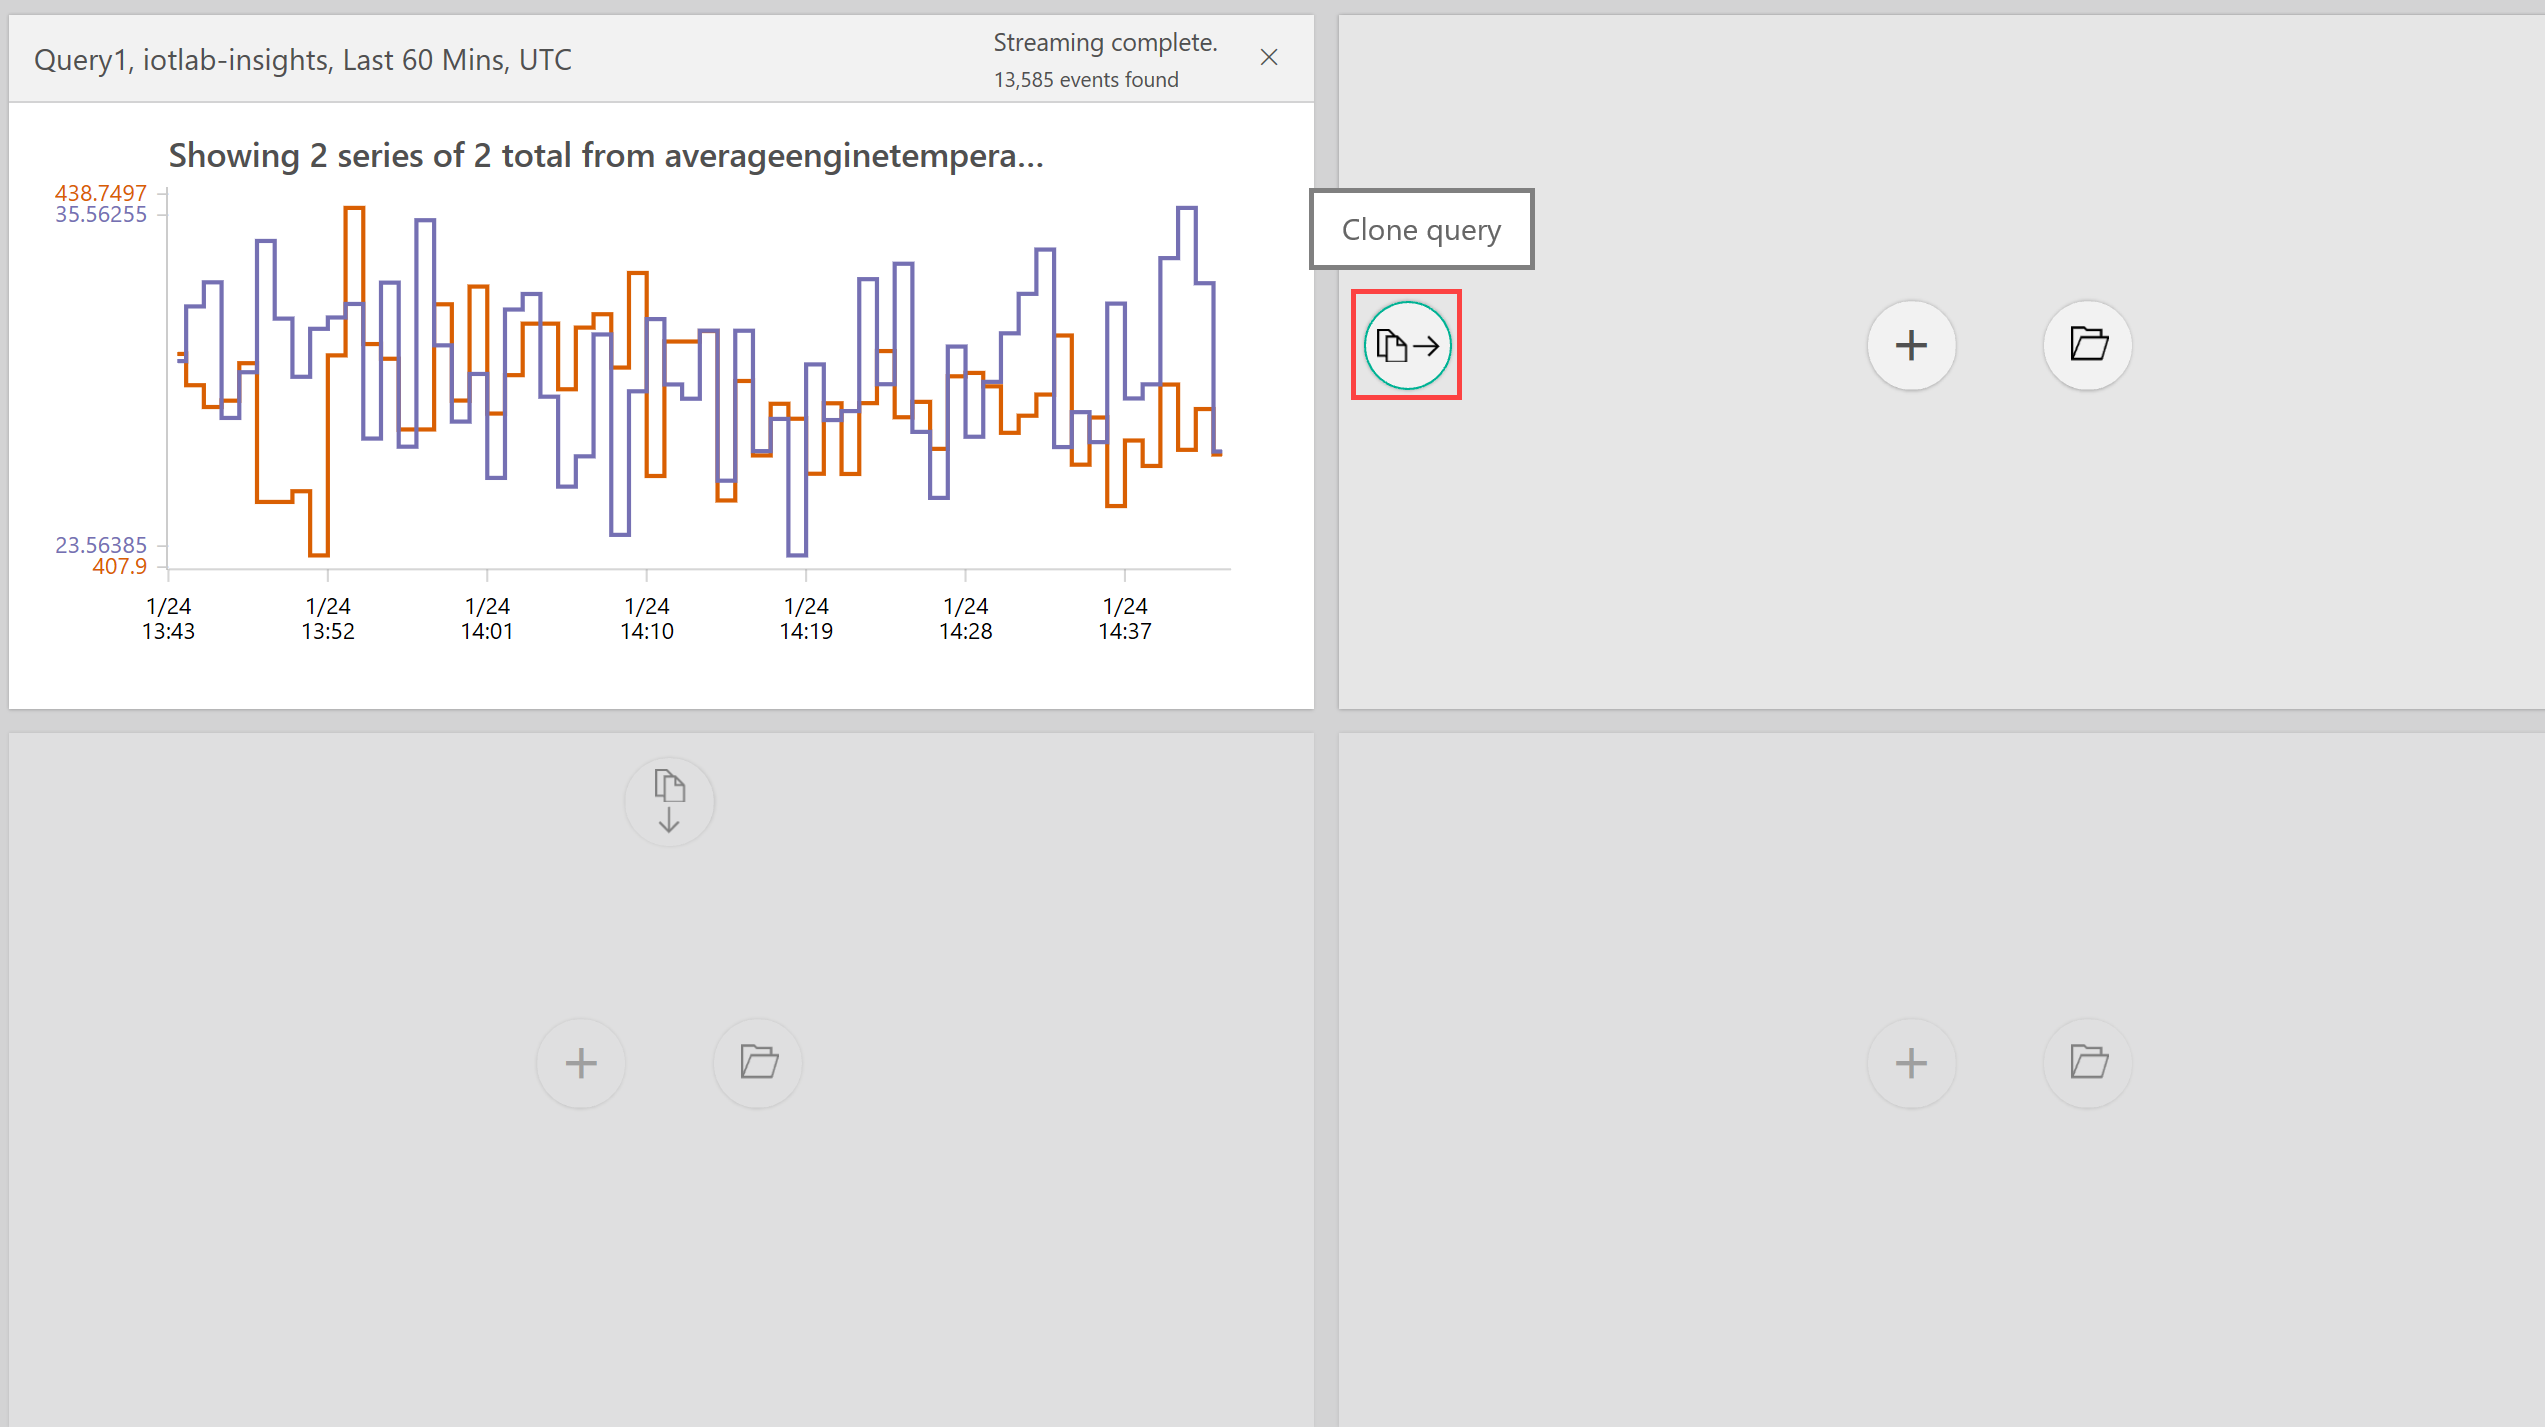 Query1, iotlab-insights, Last 60 Mins, UTC
Streaming complete.
13,585 events found
Showing 2 series of 2 total from averageenginetempera...
438.7497
35.56255
23.56385
407.9
1/24 1/24 1/24 1/24 1/24 1/24 1/24
13:43 13:52 14:01 14:10 14:19 14:28 14:37
Clone query